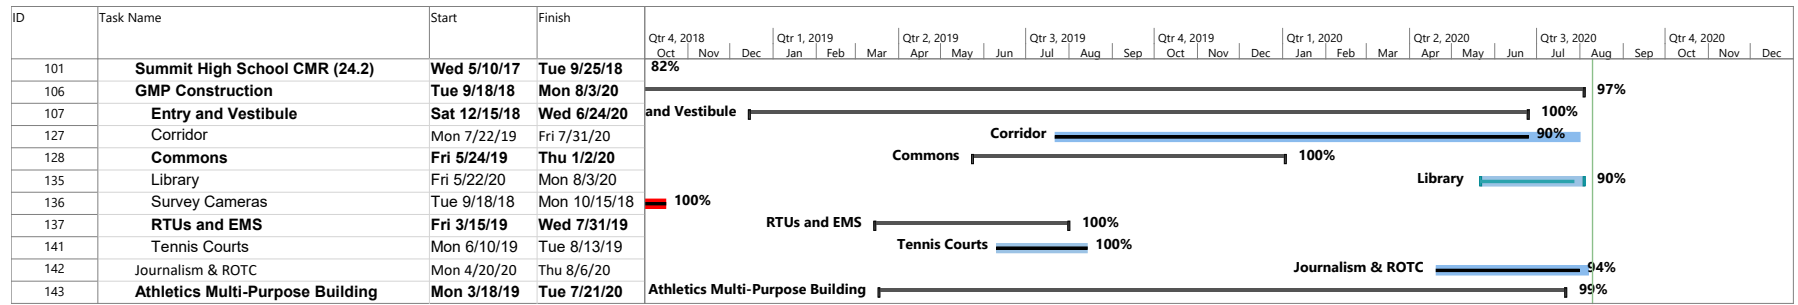 ID Task Name Start Finish
Qtr 4, 2018 Qtr 1, 2019 Qtr 2, 2019 Qtr 3, 2019 Qtr 4, 2019 Qtr 1, 2020 Qtr 2, 2020 Qtr 3, 2020 Qtr 4, 2020
Oct Nov Dec Jan Feb Mar Apr May Jun Jul Aug Sep Oct Nov Dec Jan Feb Mar Apr May Jun Jul Aug Sep Oct Nov Dec
101 Summit High School CMR (24.2) Wed 5/10/17 Tue 9/25/18 82%
106 GMP Construction Tue 9/18/18 Mon 8/3/20 97%
107 Entry and Vestibule Sat 12/15/18 Wed 6/24/20 and Vestibule 100%
127 Corridor Mon 7/22/19 Fri 7/31/20 Corridor 90%
128 Commons Fri 5/24/19 Thu 1/2/20 Commons 100%
135 Library Fri 5/22/20 Mon 8/3/20 Library 90%
136 Survey Cameras Tue 9/18/18 Mon 10/15/18 100%
137 RTUs and EMS Fri 3/15/19 Wed 7/31/19 RTUs and EMS 100%
141 Tennis Courts Mon 6/10/19 Tue 8/13/19 Tennis Courts 100%
142 Journalism & ROTC Mon 4/20/20 Thu 8/6/20 Journalism & ROTC 94%
143 Athletics Multi-Purpose Building Mon 3/18/19 Tue 7/21/20 Athletics Multi-Purpose Building 99%